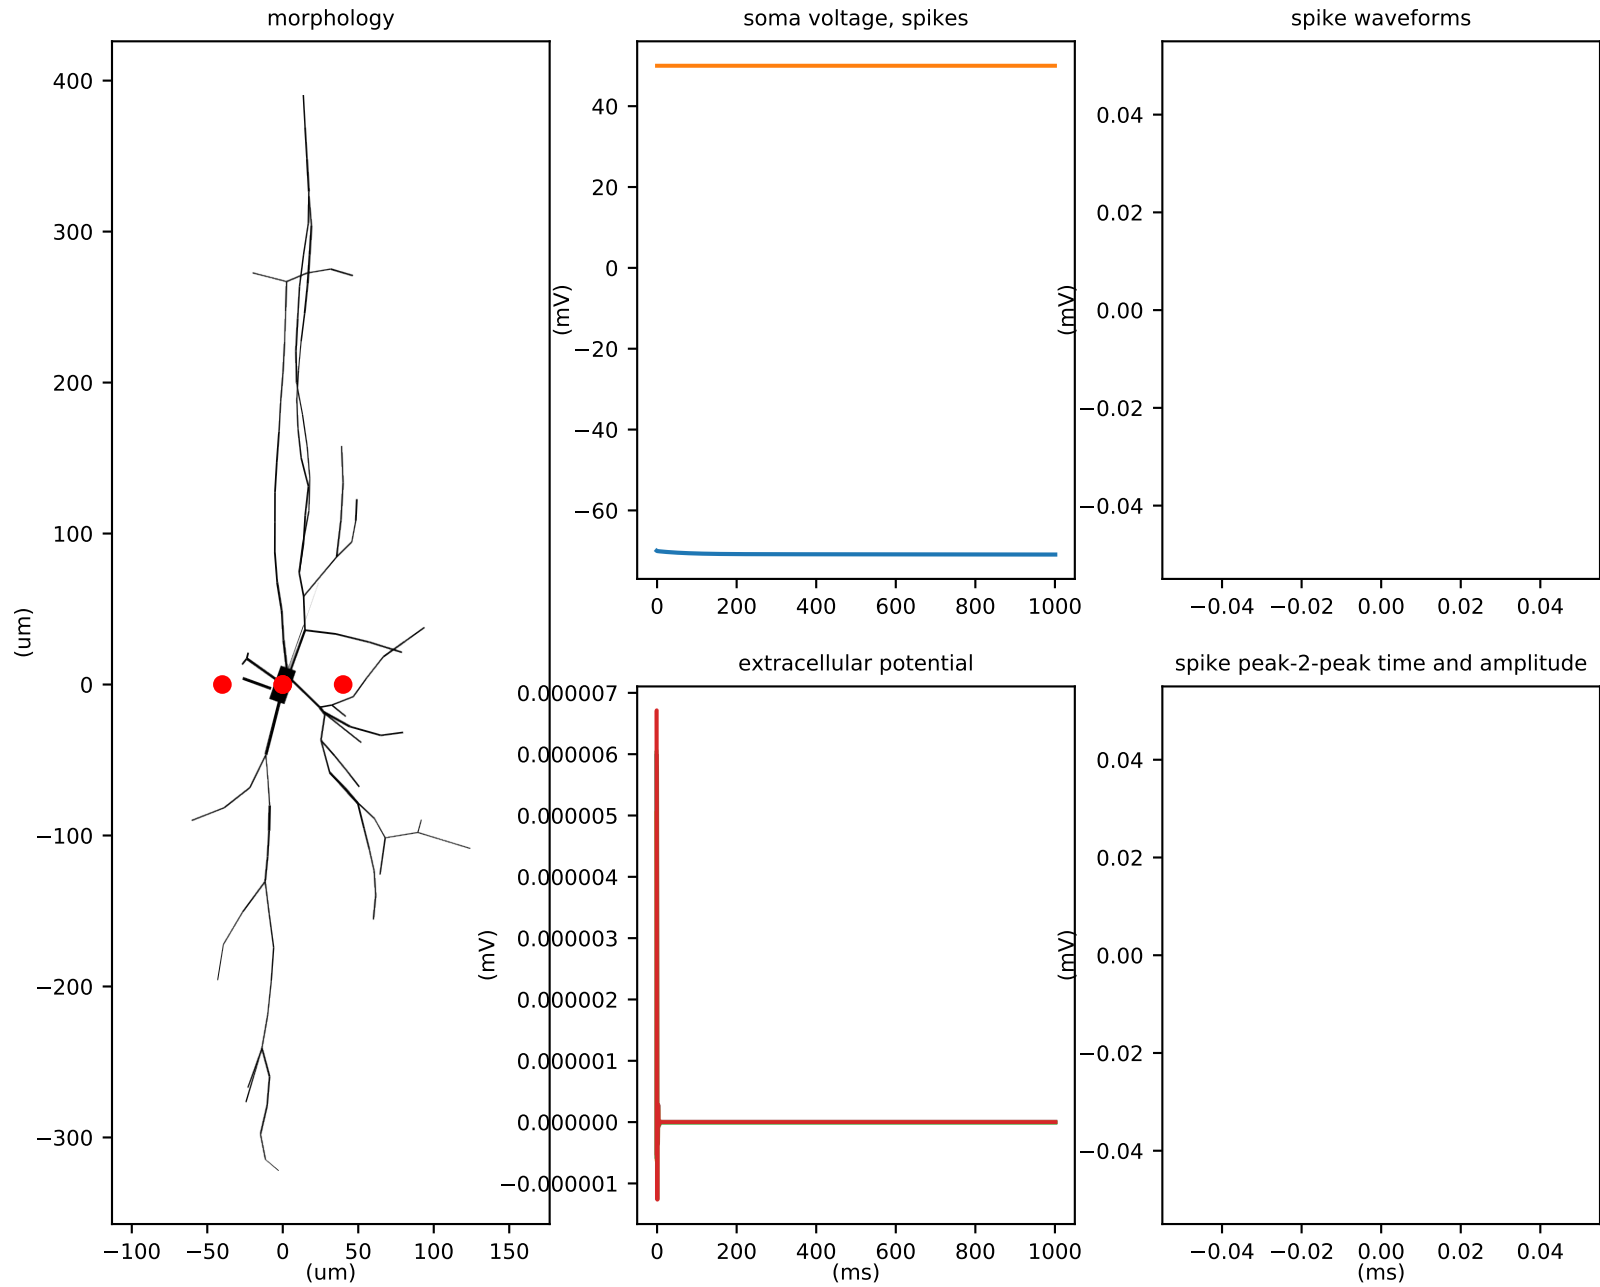 morphology
400
300
200
100
0
−100
−200
−300
(um)
−100 −50 0 50 100 150
(um)
soma voltage, spikes
40
20
0
−20
−40
−60
(mV)
0 200 400 600 800 1000
spike waveforms
0.04
0.02
0.00
−0.02
−0.04
(mV)
−0.04 −0.02 0.00 0.02 0.04
extracellular potential
0.000007
0.000006
0.000005
0.000004
0.000003
0.000002
0.000001
0.000000
−0.000001
(mV)
0 200 400 600 800 1000
(ms)
spike peak-2-peak time and amplitude
0.04
0.02
0.00
−0.02
−0.04
(mV)
−0.04 −0.02 0.00 0.02 0.04
(ms)